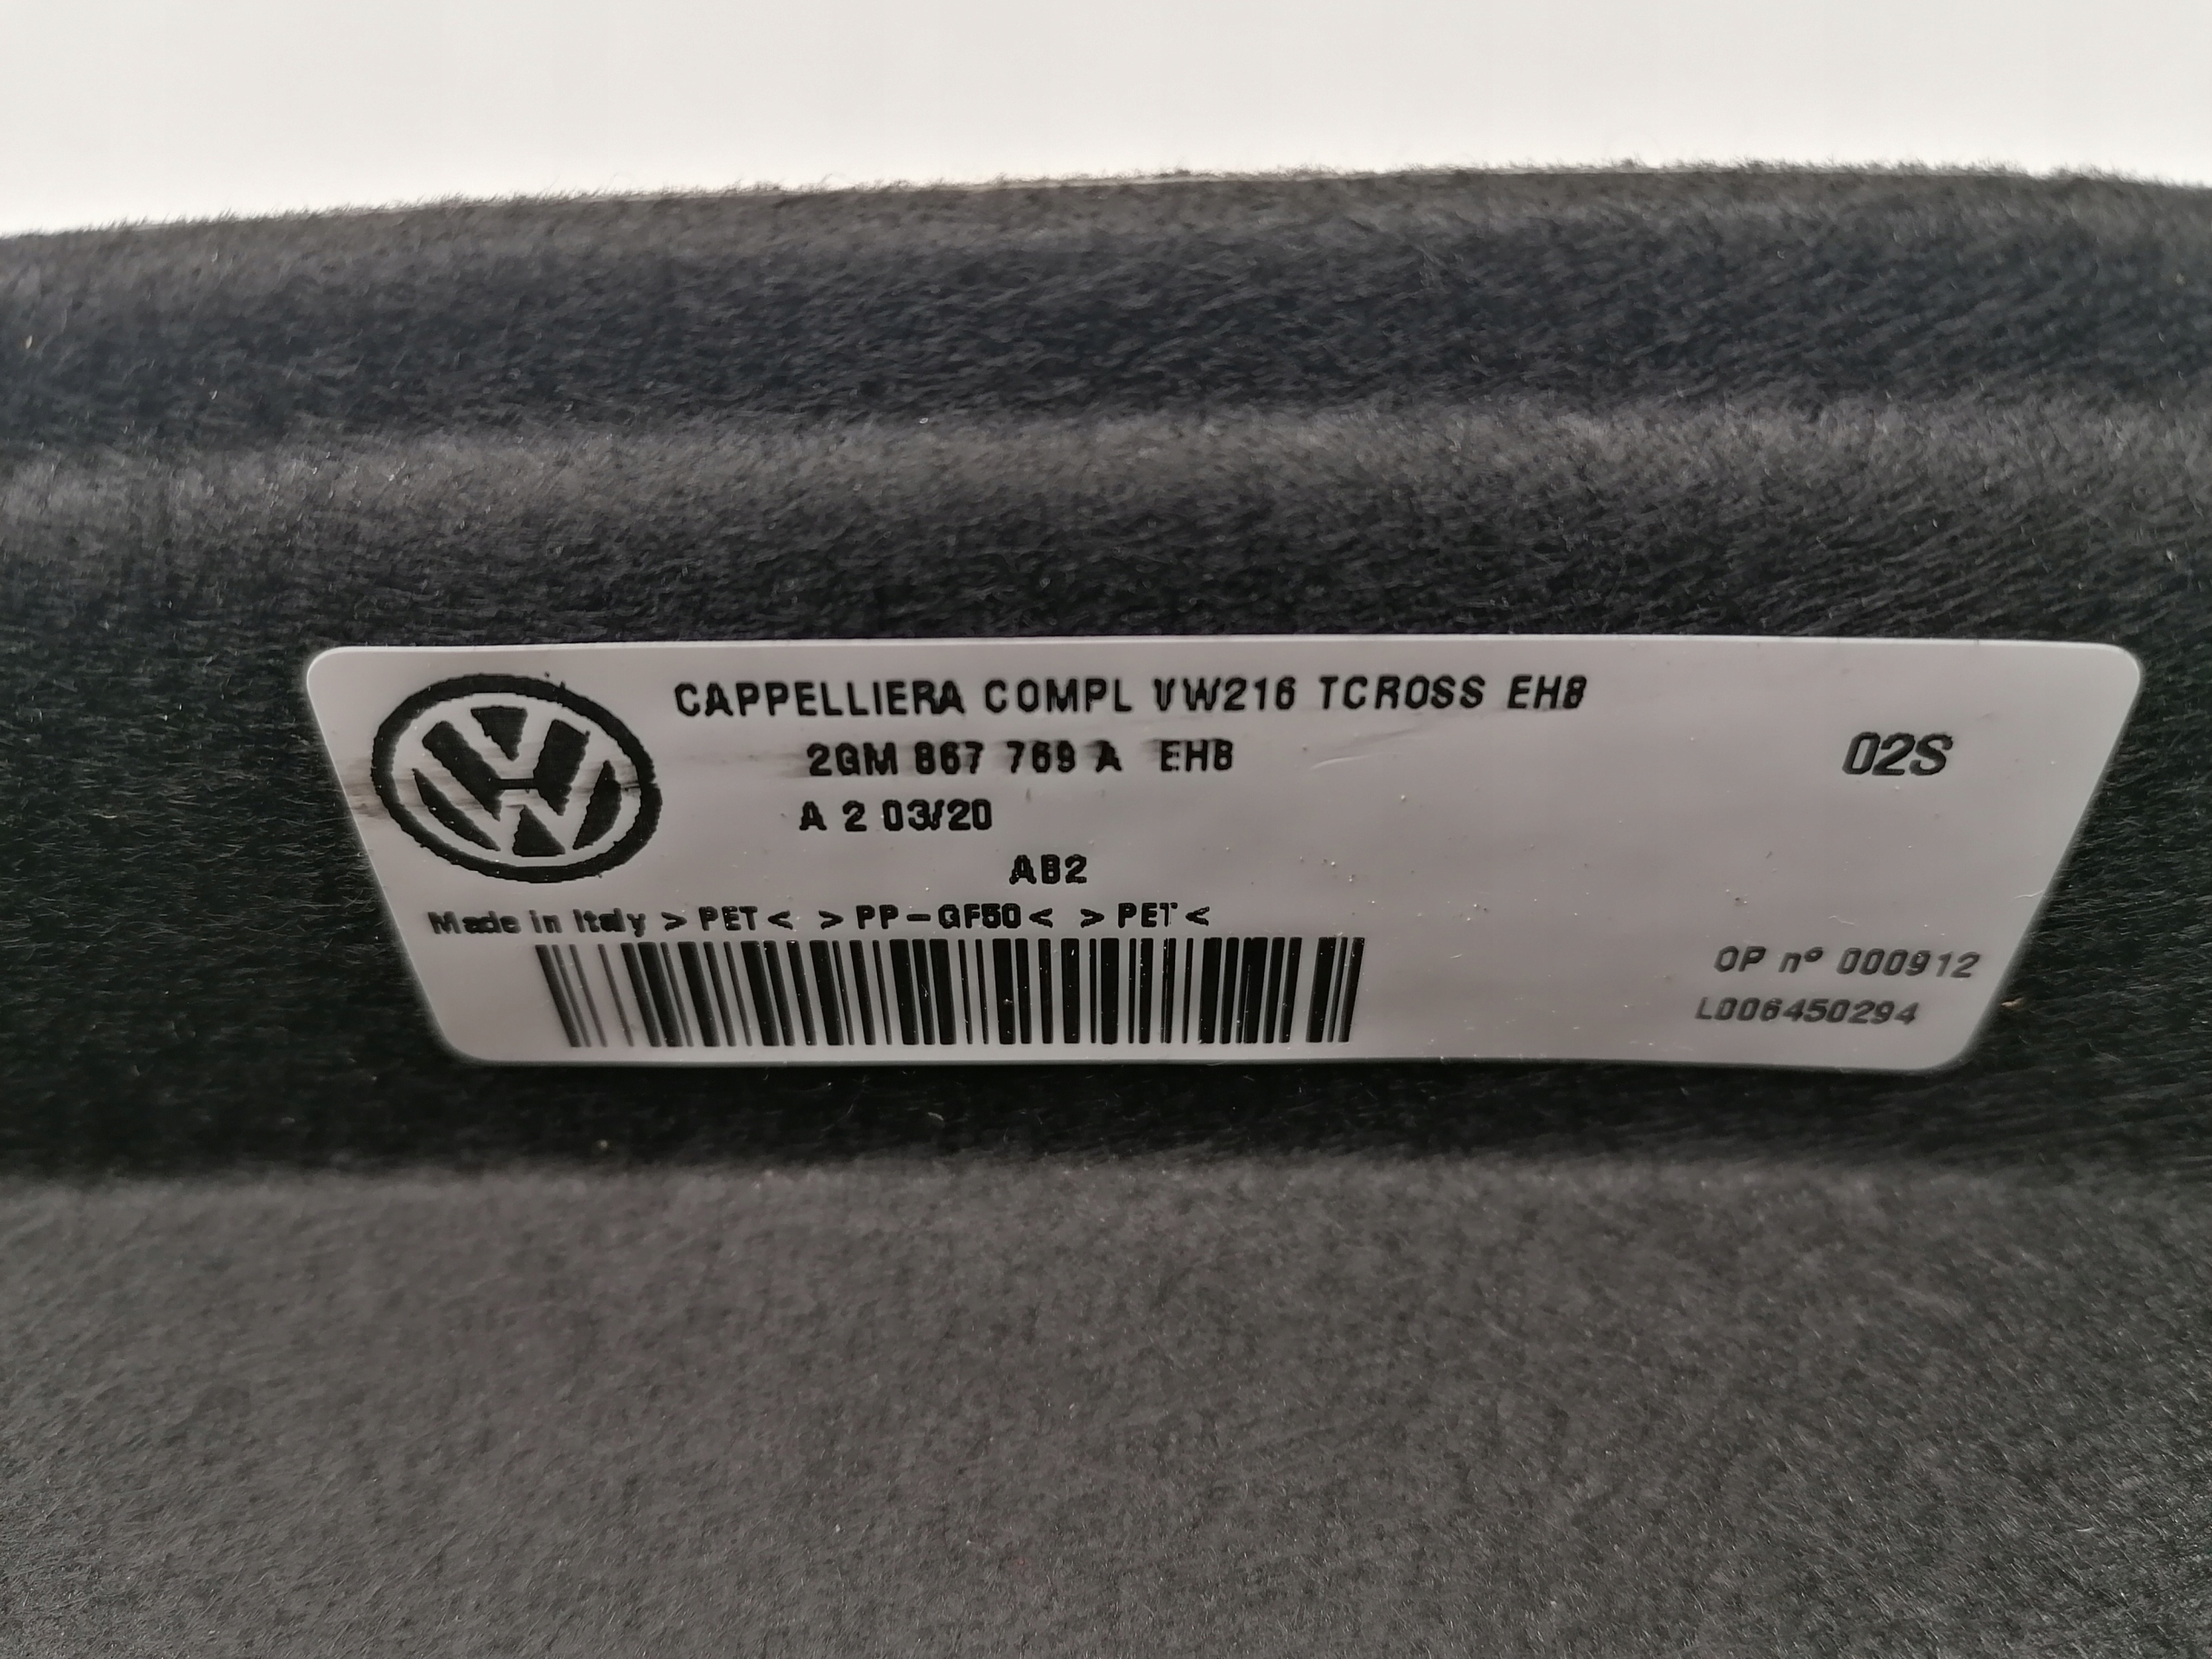 CAPPELLIERA COMPL VW216 TCROSS EH8
2GM 867 769 A EH8
02S
A 2 03/20
AB2
Made in Italy >PET< >PP-GF50< >PET<
OP n° 000912
L006450294